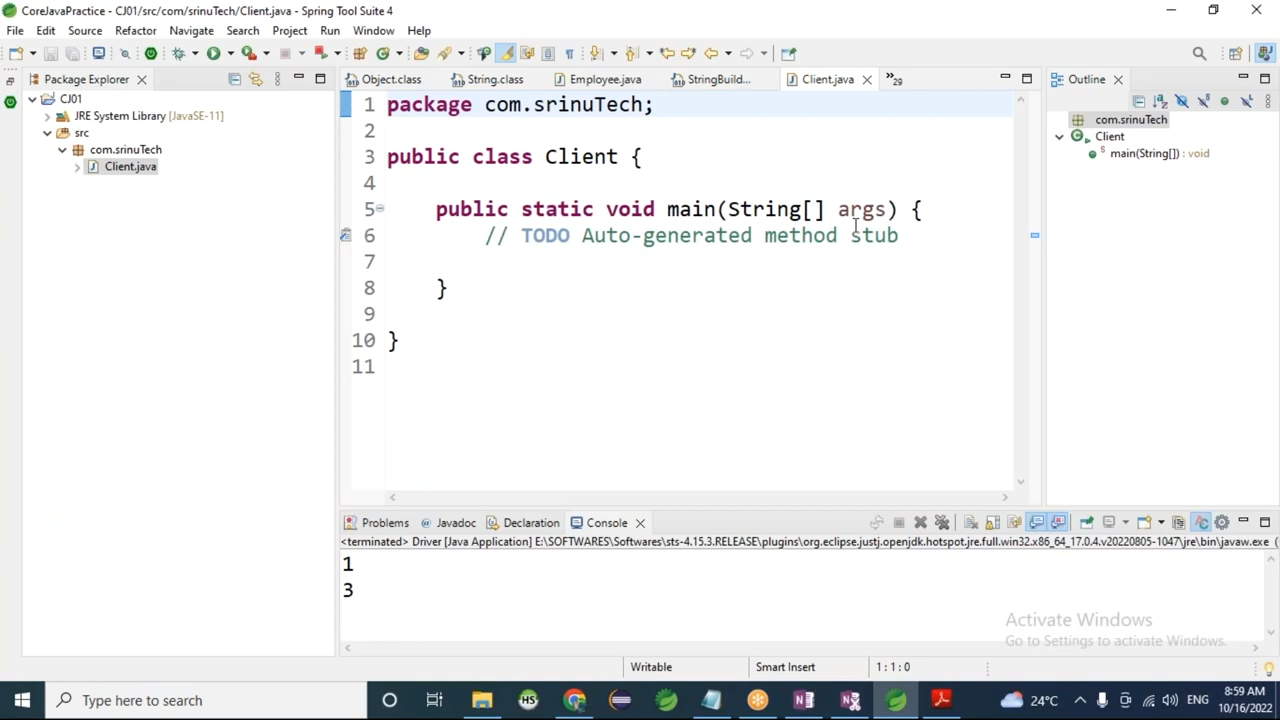 CoreJavaPractice - CJ01/src/com/srinuTech/Client.java - Spring Tool Suite 4
File Edit Source Refactor Navigate Search Project Run Window Help
Package Explorer
CJ01
JRE System Library [JavaSE-11]
src
com.srinuTech
Client.java
Object.class String.class Employee.java StringBuild... Client.java »29
1 package com.srinuTech;
2
3 public class Client {
4
5 public static void main(String[] args) {
6 // TODO Auto-generated method stub
7
8 }
9
10 }
11
Outline
com.srinuTech
Client
main(String[]) : void
Problems @ Javadoc Declaration Console
<terminated> Driver [Java Application] E:\SOFTWARES\Softwares\sts-4.15.3.RELEASE\plugins\org.eclipse.justj.openjdk.hotspot.jre.full.win32.x86_64_17.0.4.v20220805-1047\jre\bin\javaw.exe (
1
3
Activate Windows
Go to Settings to activate Windows.
Writable Smart Insert 1 : 1 : 0
Type here to search
HS
24°C
ENG
8:59 AM
10/16/2022